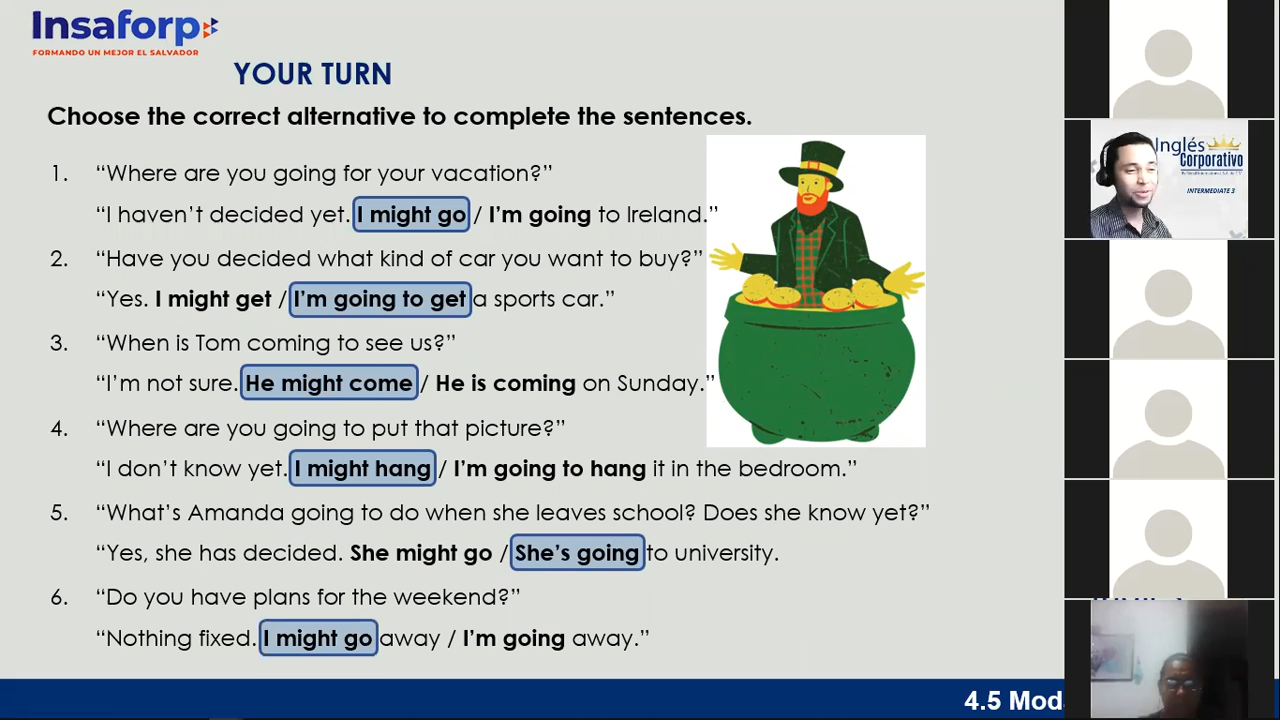 Insaforp
FORMANDO UN MEJOR EL SALVADOR
YOUR TURN
Choose the correct alternative to complete the sentences.
1. “Where are you going for your vacation?”
“I haven’t decided yet. I might go / I’m going to Ireland.”
2. “Have you decided what kind of car you want to buy?”
“Yes. I might get / I’m going to get a sports car.”
3. “When is Tom coming to see us?”
“I’m not sure. He might come / He is coming on Sunday.”
4. “Where are you going to put that picture?”
“I don’t know yet. I might hang / I’m going to hang it in the bedroom.”
5. “What’s Amanda going to do when she leaves school? Does she know yet?”
“Yes, she has decided. She might go / She’s going to university.
6. “Do you have plans for the weekend?”
“Nothing fixed. I might go away / I’m going away.”
4.5 Mod
Inglés
Corporativo
INTERMEDIATE 3